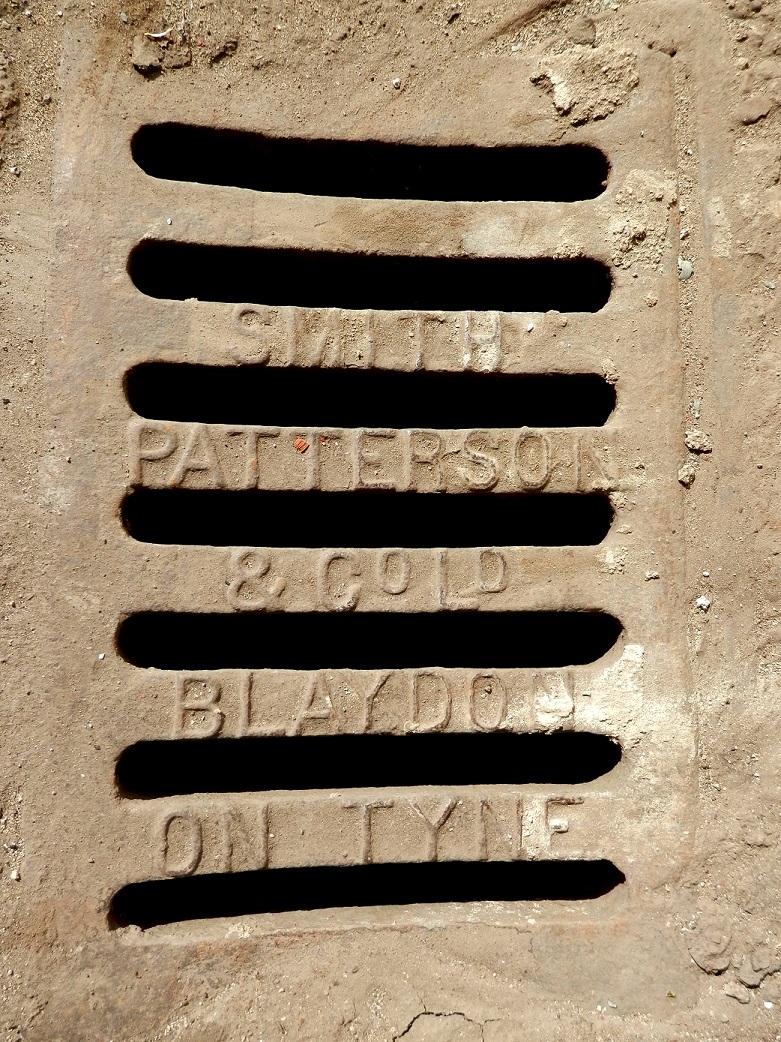 SMITH
PATTERSON
& Co LD
BLAYDON
ON TYNE